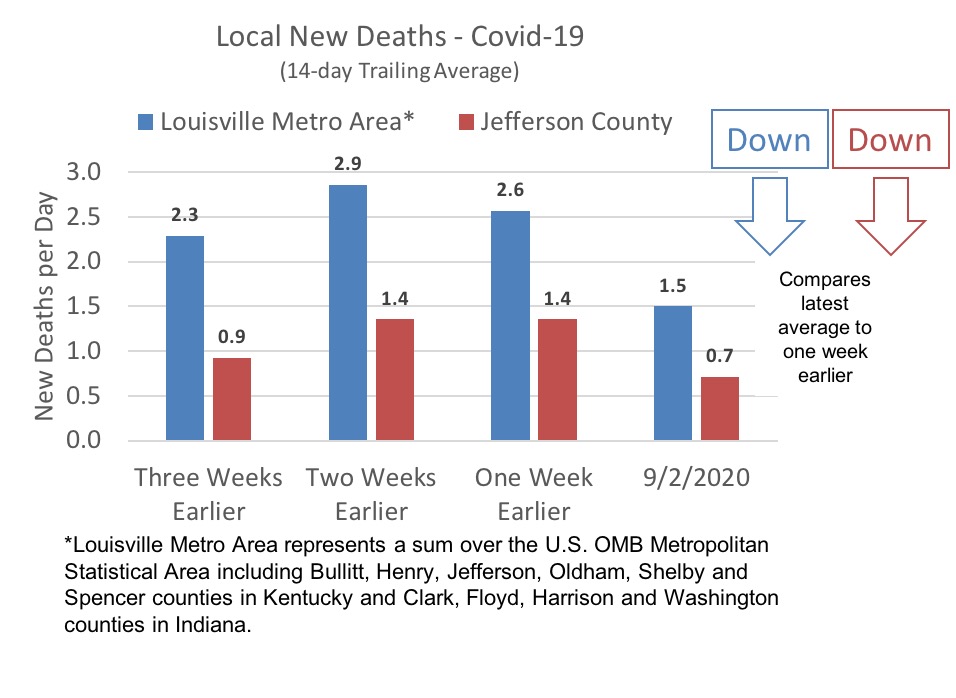 Local New Deaths - Covid-19
(14-day Trailing Average)
Louisville Metro Area* Jefferson County
Down Down
New Deaths per Day
3.0
2.5
2.0
1.5
1.0
0.5
0.0
2.3
0.9
2.9
1.4
2.6
1.4
1.5
0.7
Compares
latest
average to
one week
earlier
Three Weeks Two Weeks One Week 9/2/2020
Earlier Earlier Earlier
*Louisville Metro Area represents a sum over the U.S. OMB Metropolitan
Statistical Area including Bullitt, Henry, Jefferson, Oldham, Shelby and
Spencer counties in Kentucky and Clark, Floyd, Harrison and Washington
counties in Indiana.